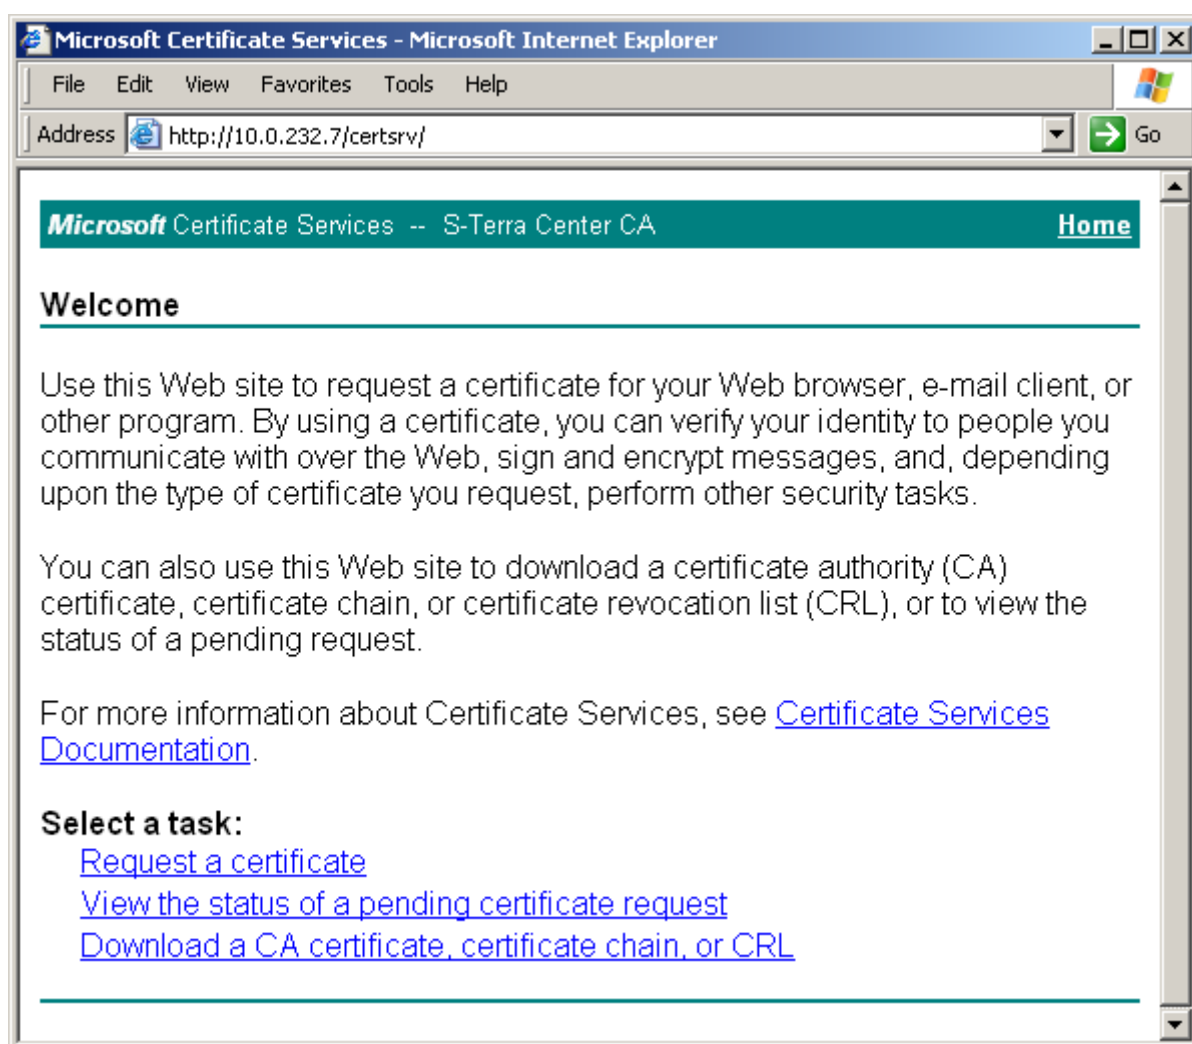 Microsoft Certificate Services - Microsoft Internet Explorer
File Edit View Favorites Tools Help
Address http://10.0.232.7/certsrv/ Go
Microsoft Certificate Services -- S-Terra Center CA Home
Welcome
Use this Web site to request a certificate for your Web browser, e-mail client, or
other program. By using a certificate, you can verify your identity to people you
communicate with over the Web, sign and encrypt messages, and, depending
upon the type of certificate you request, perform other security tasks.
You can also use this Web site to download a certificate authority (CA)
certificate, certificate chain, or certificate revocation list (CRL), or to view the
status of a pending request.
For more information about Certificate Services, see Certificate Services
Documentation.
Select a task:
Request a certificate
View the status of a pending certificate request
Download a CA certificate, certificate chain, or CRL